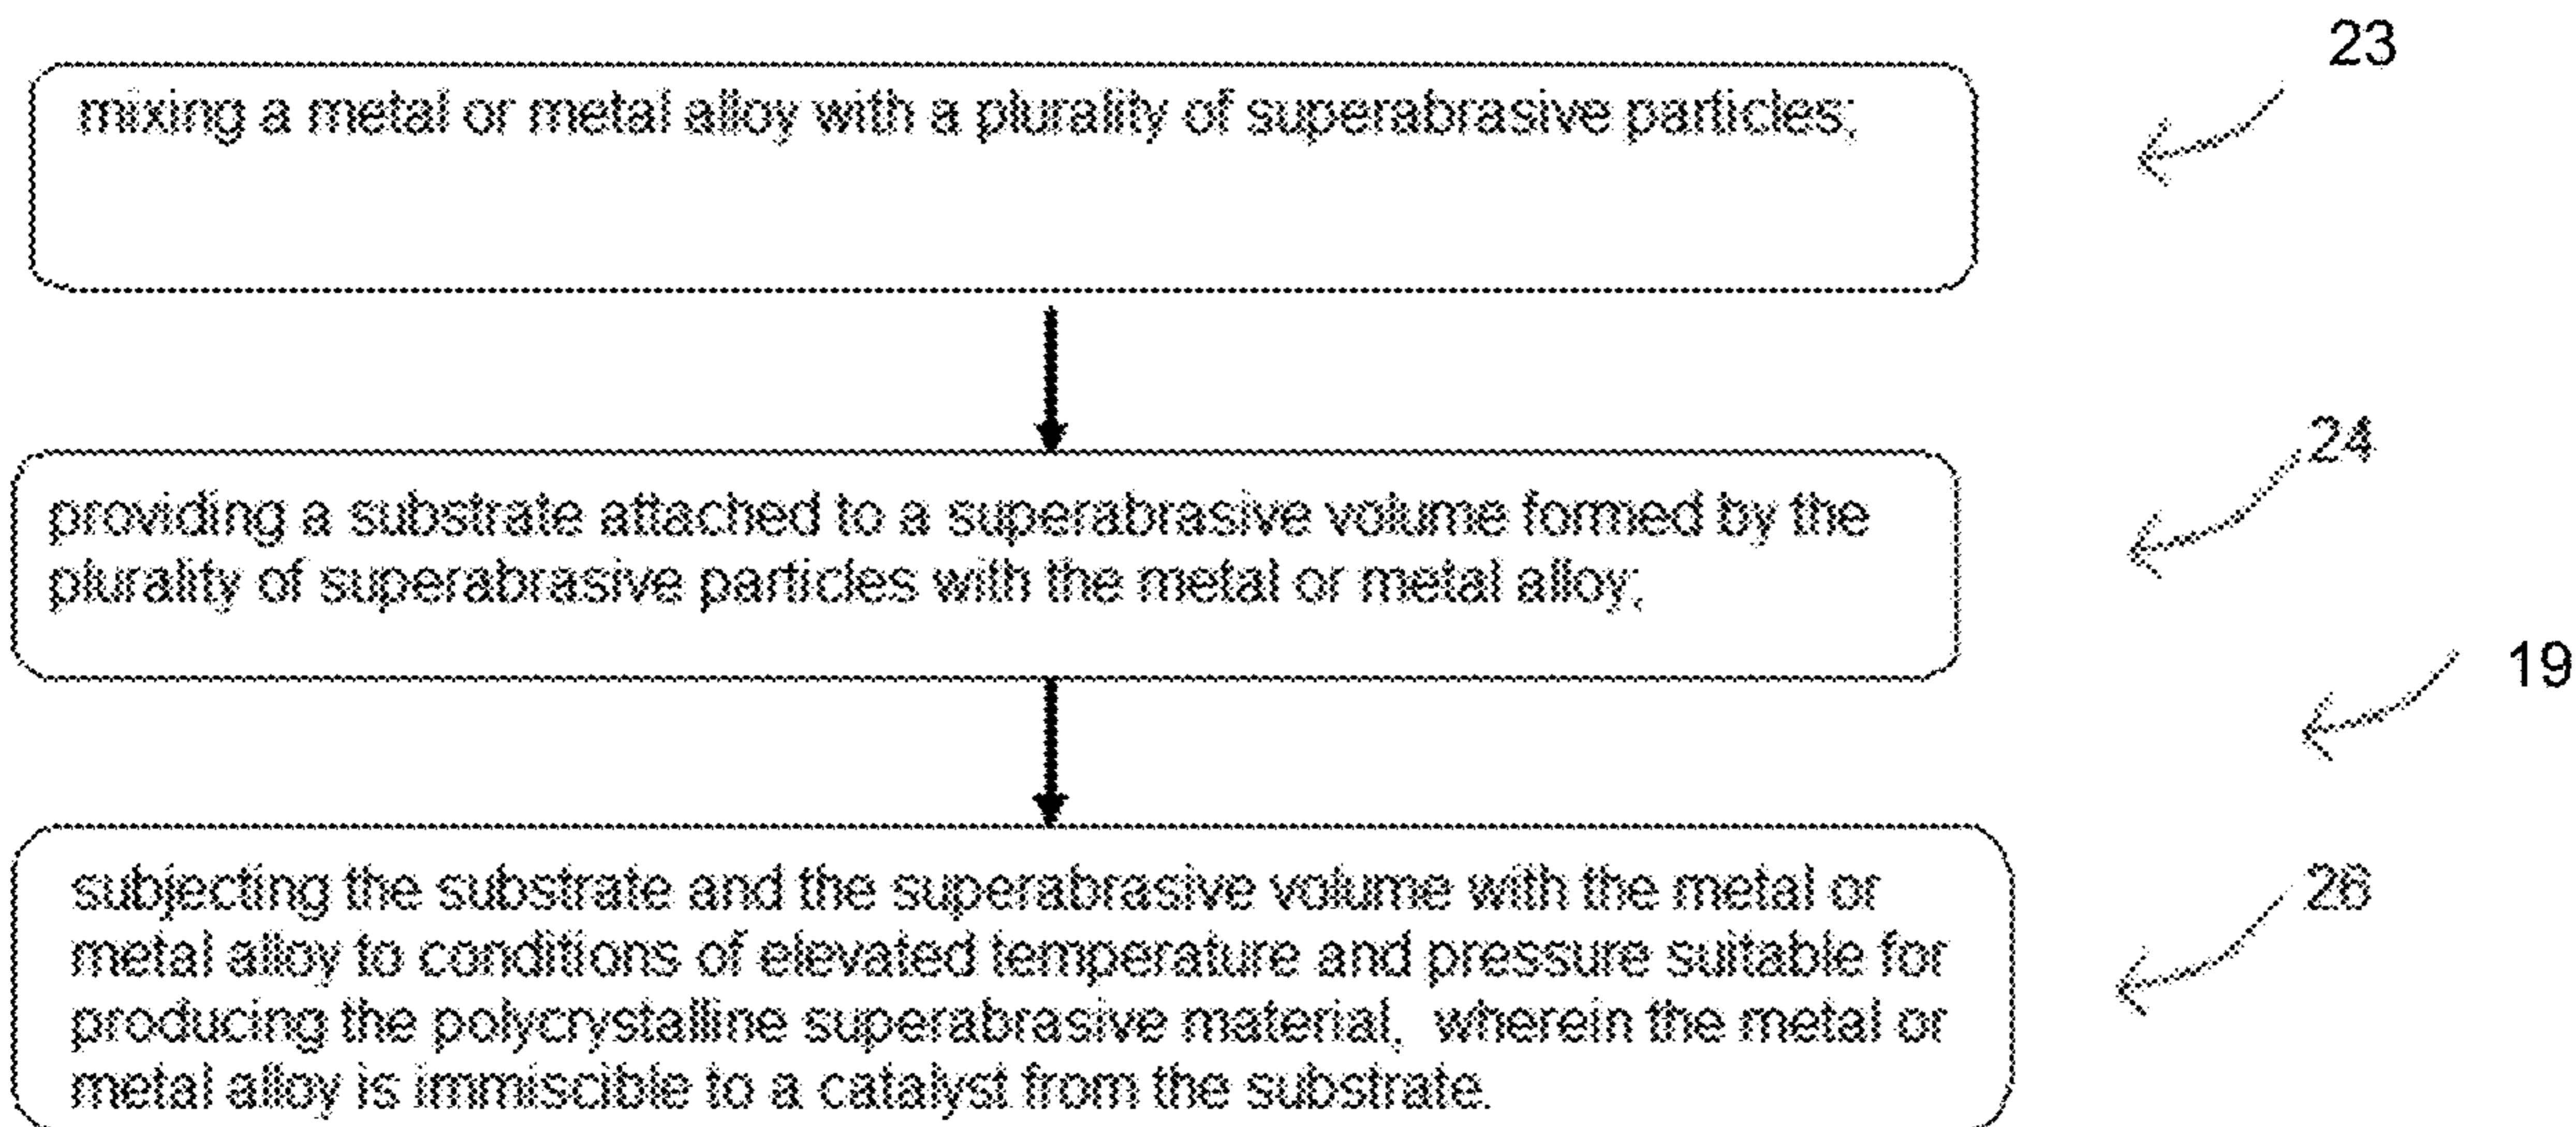 23
mixing a metal or metal alloy with a plurality of superabrasive particles;
24
providing a substrate attached to a superabrasive volume formed by the
plurality of superabrasive particles with the metal or metal alloy;
19
26
subjecting the substrate and the superabrasive volume with the metal or
metal alloy to conditions of elevated temperature and pressure suitable for
producing the polycrystalline superabrasive material, wherein the metal or
metal alloy is immiscible to a catalyst from the substrate.